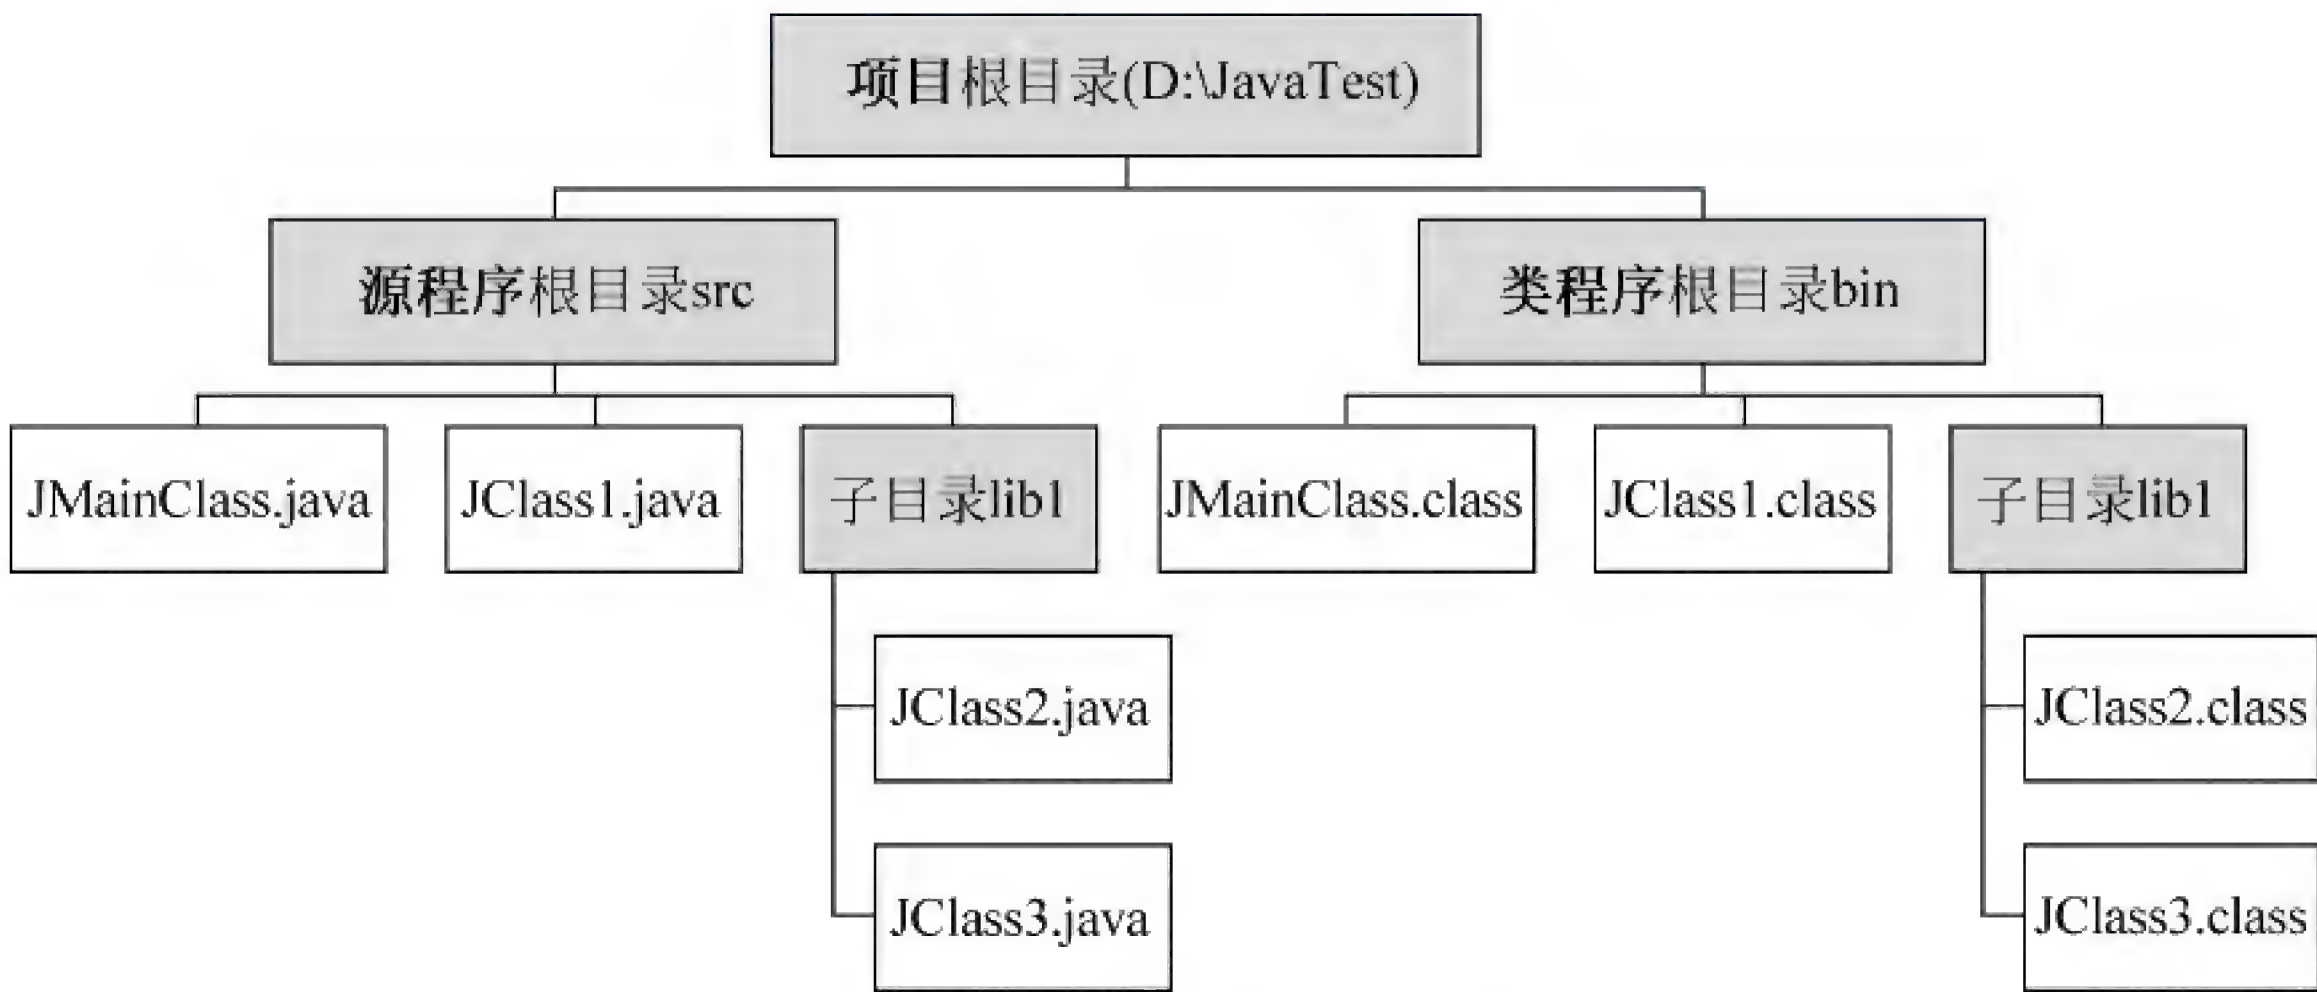 项目根目录(D:\JavaTest)
源程序根目录src
类程序根目录bin
JMainClass.java
JClass1.java
子目录lib1
JMainClass.class
JClass1.class
子目录lib1
JClass2.java
JClass2.class
JClass3.java
JClass3.class